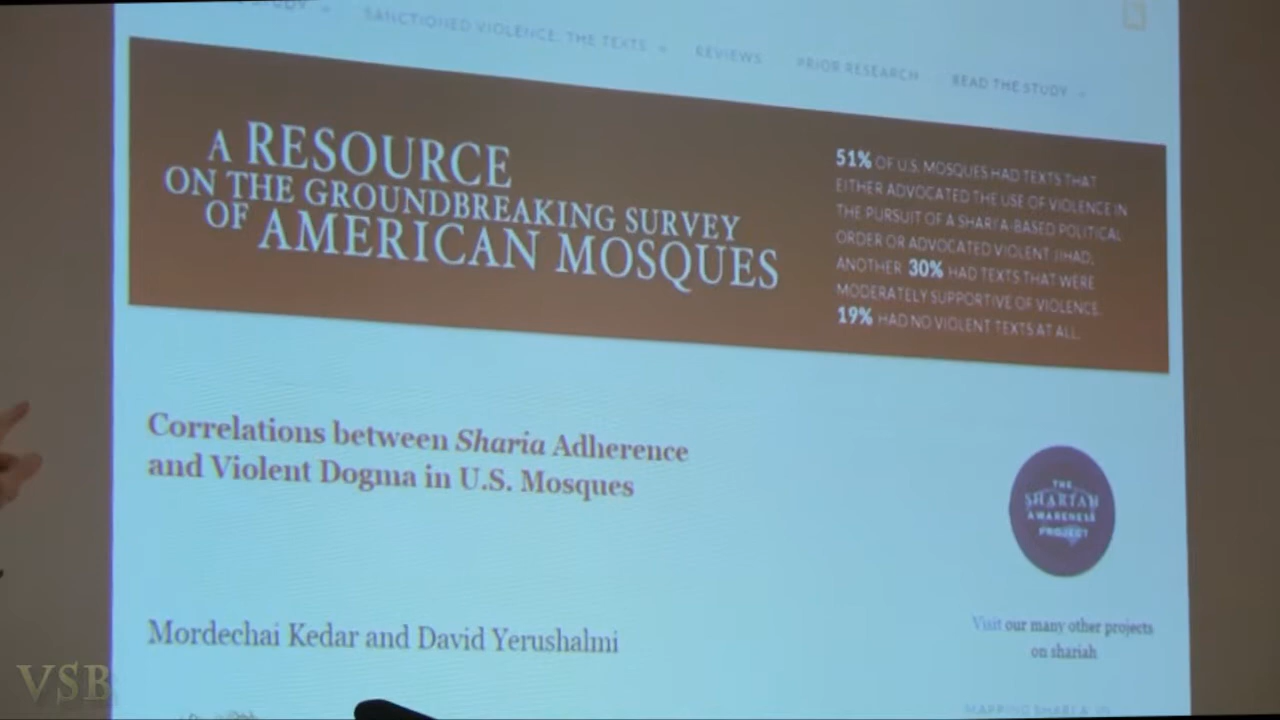 STUDY
SANCTIONED VIOLENCE: THE TEXTS
REVIEWS
PRIOR RESEARCH
READ THE STUDY
A RESOURCE
ON THE GROUNDBREAKING SURVEY
OF AMERICAN MOSQUES
51% OF U.S. MOSQUES HAD TEXTS THAT
EITHER ADVOCATED THE USE OF VIOLENCE IN
THE PURSUIT OF A SHARI'A-BASED POLITICAL
ORDER OR ADVOCATED VIOLENT JIHAD.
ANOTHER 30% HAD TEXTS THAT WERE
MODERATELY SUPPORTIVE OF VIOLENCE.
19% HAD NO VIOLENT TEXTS AT ALL.
Correlations between Sharia Adherence
and Violent Dogma in U.S. Mosques
THE
SHARIAH
AWARENESS
PROJECT
Mordechai Kedar and David Yerushalmi
Visit our many other projects
on shariah
MAPPING SHARI'A IN
VSB